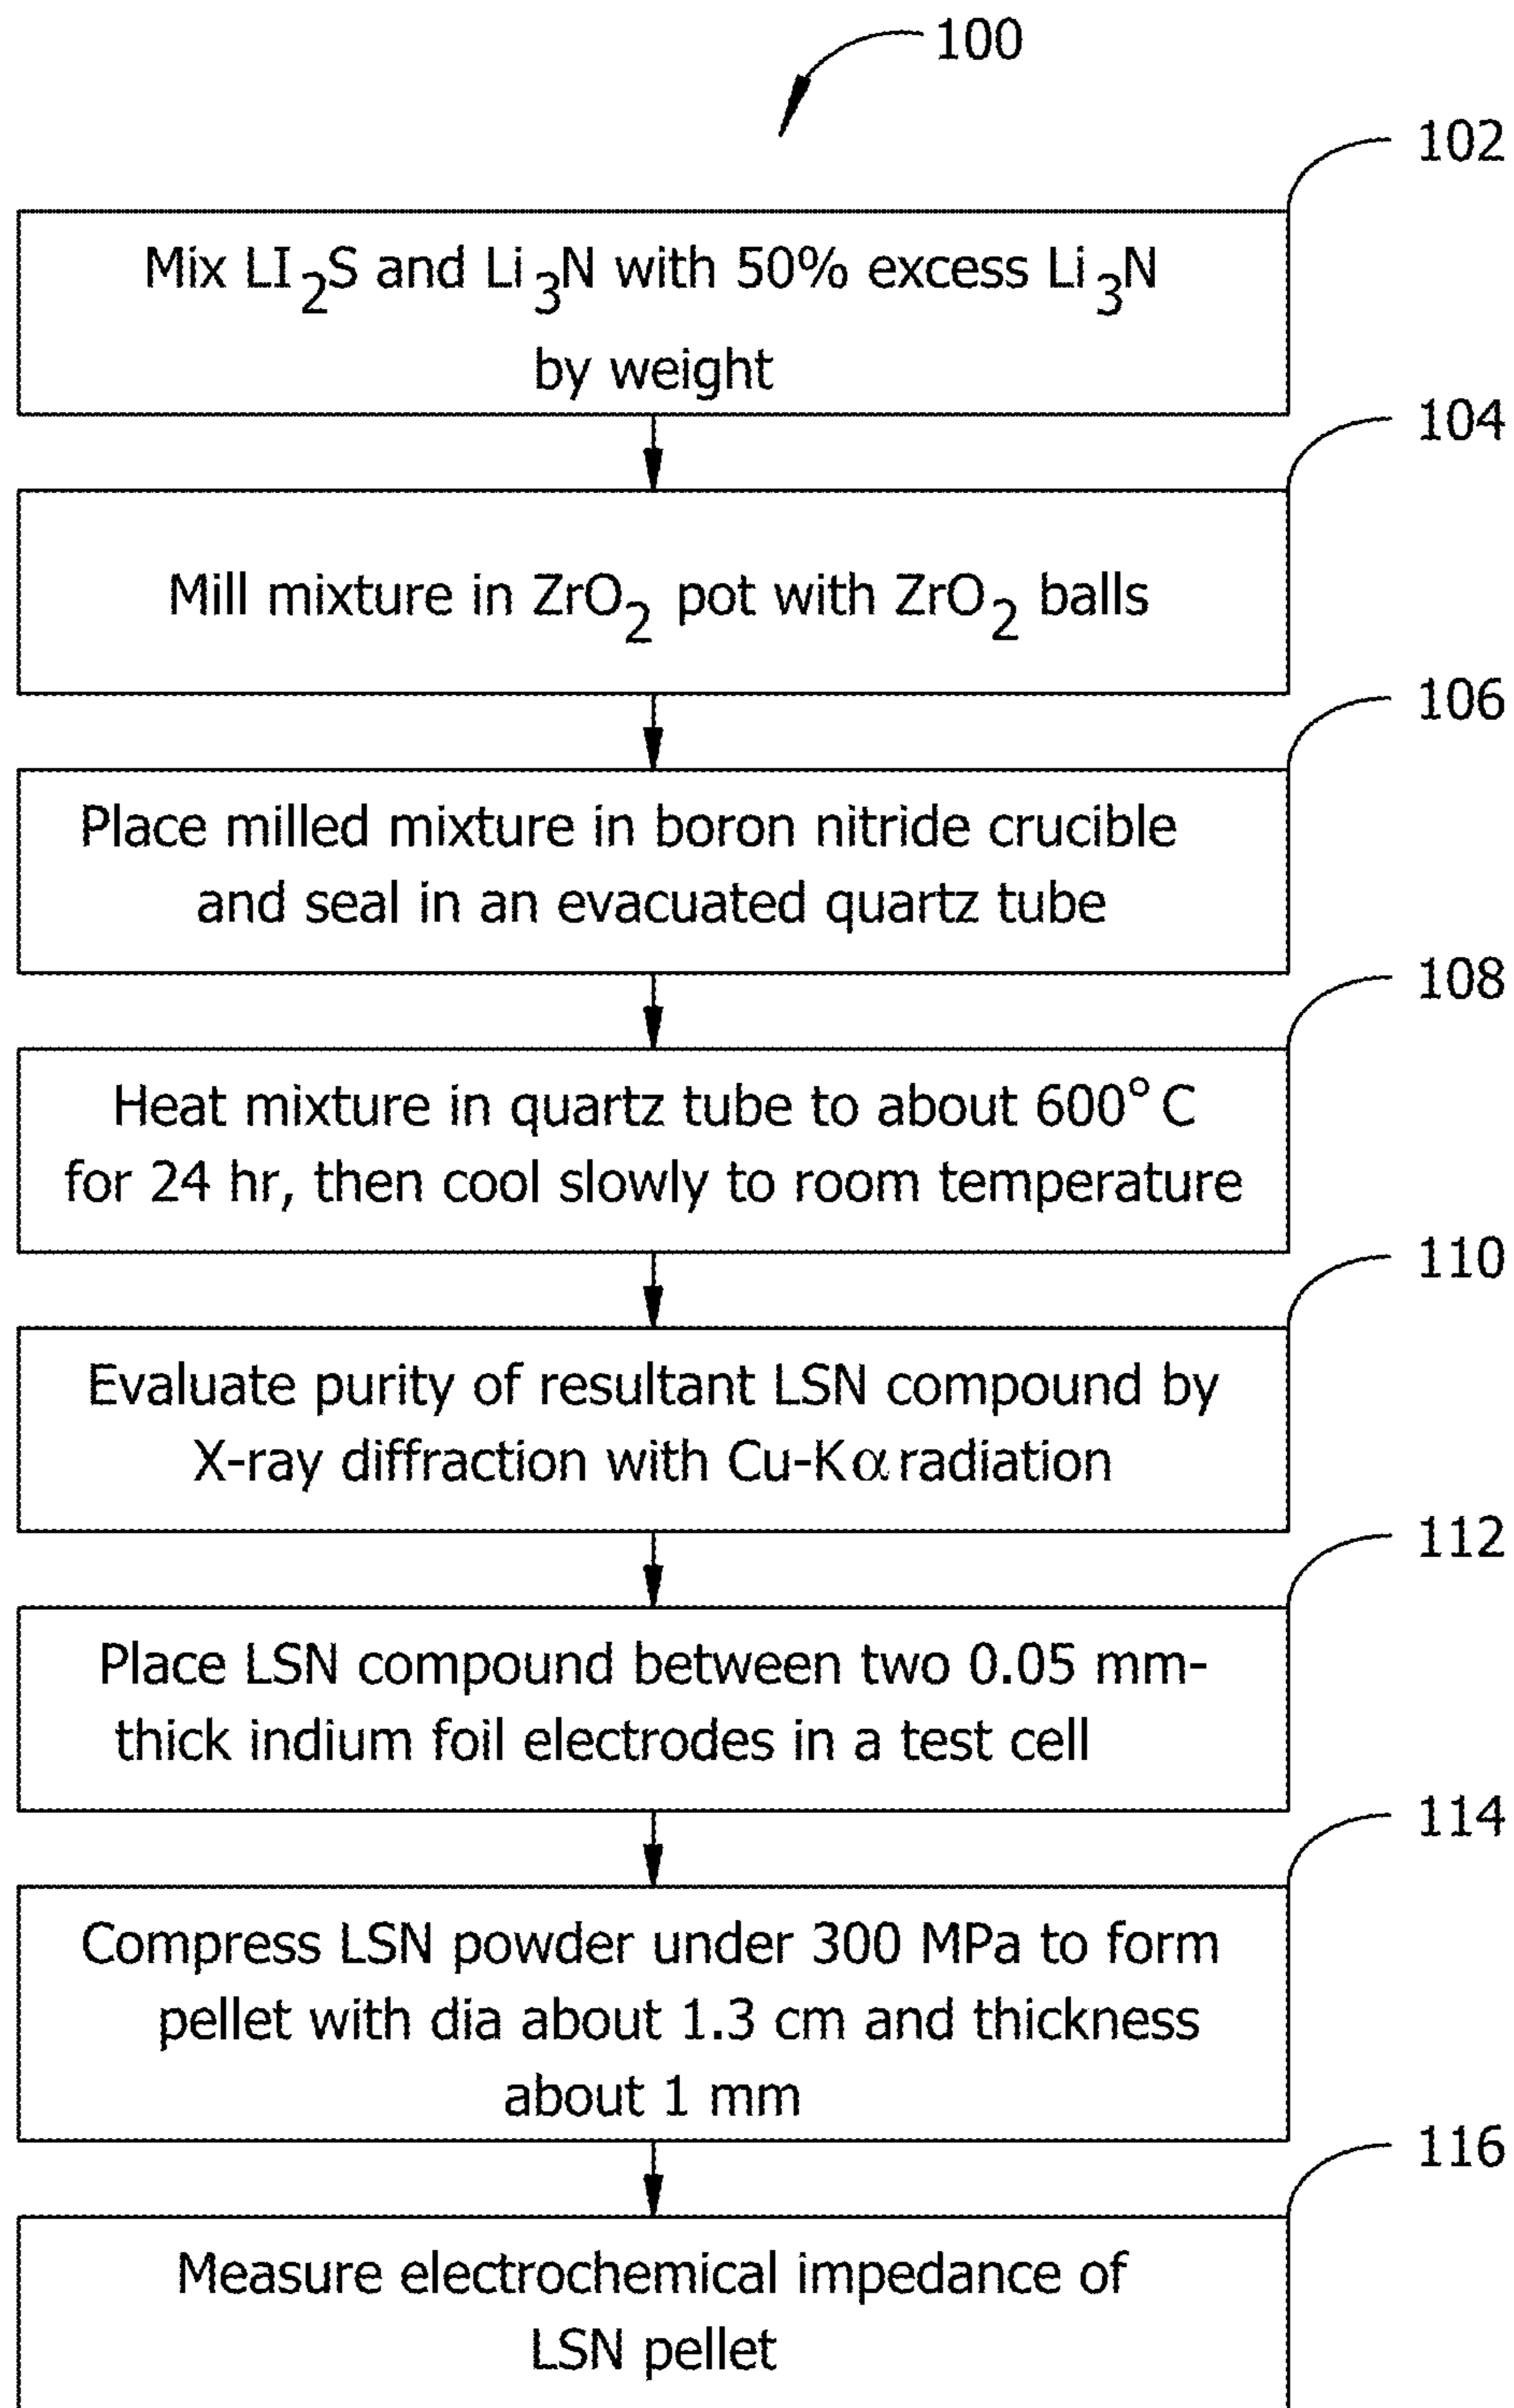 100
102
Mix LI₂S and Li₃N with 50% excess Li₃N
by weight
104
Mill mixture in ZrO₂ pot with ZrO₂ balls
106
Place milled mixture in boron nitride crucible
and seal in an evacuated quartz tube
108
Heat mixture in quartz tube to about 600° C
for 24 hr, then cool slowly to room temperature
110
Evaluate purity of resultant LSN compound by
X-ray diffraction with Cu-Kα radiation
112
Place LSN compound between two 0.05 mm-
thick indium foil electrodes in a test cell
114
Compress LSN powder under 300 MPa to form
pellet with dia about 1.3 cm and thickness
about 1 mm
116
Measure electrochemical impedance of
LSN pellet